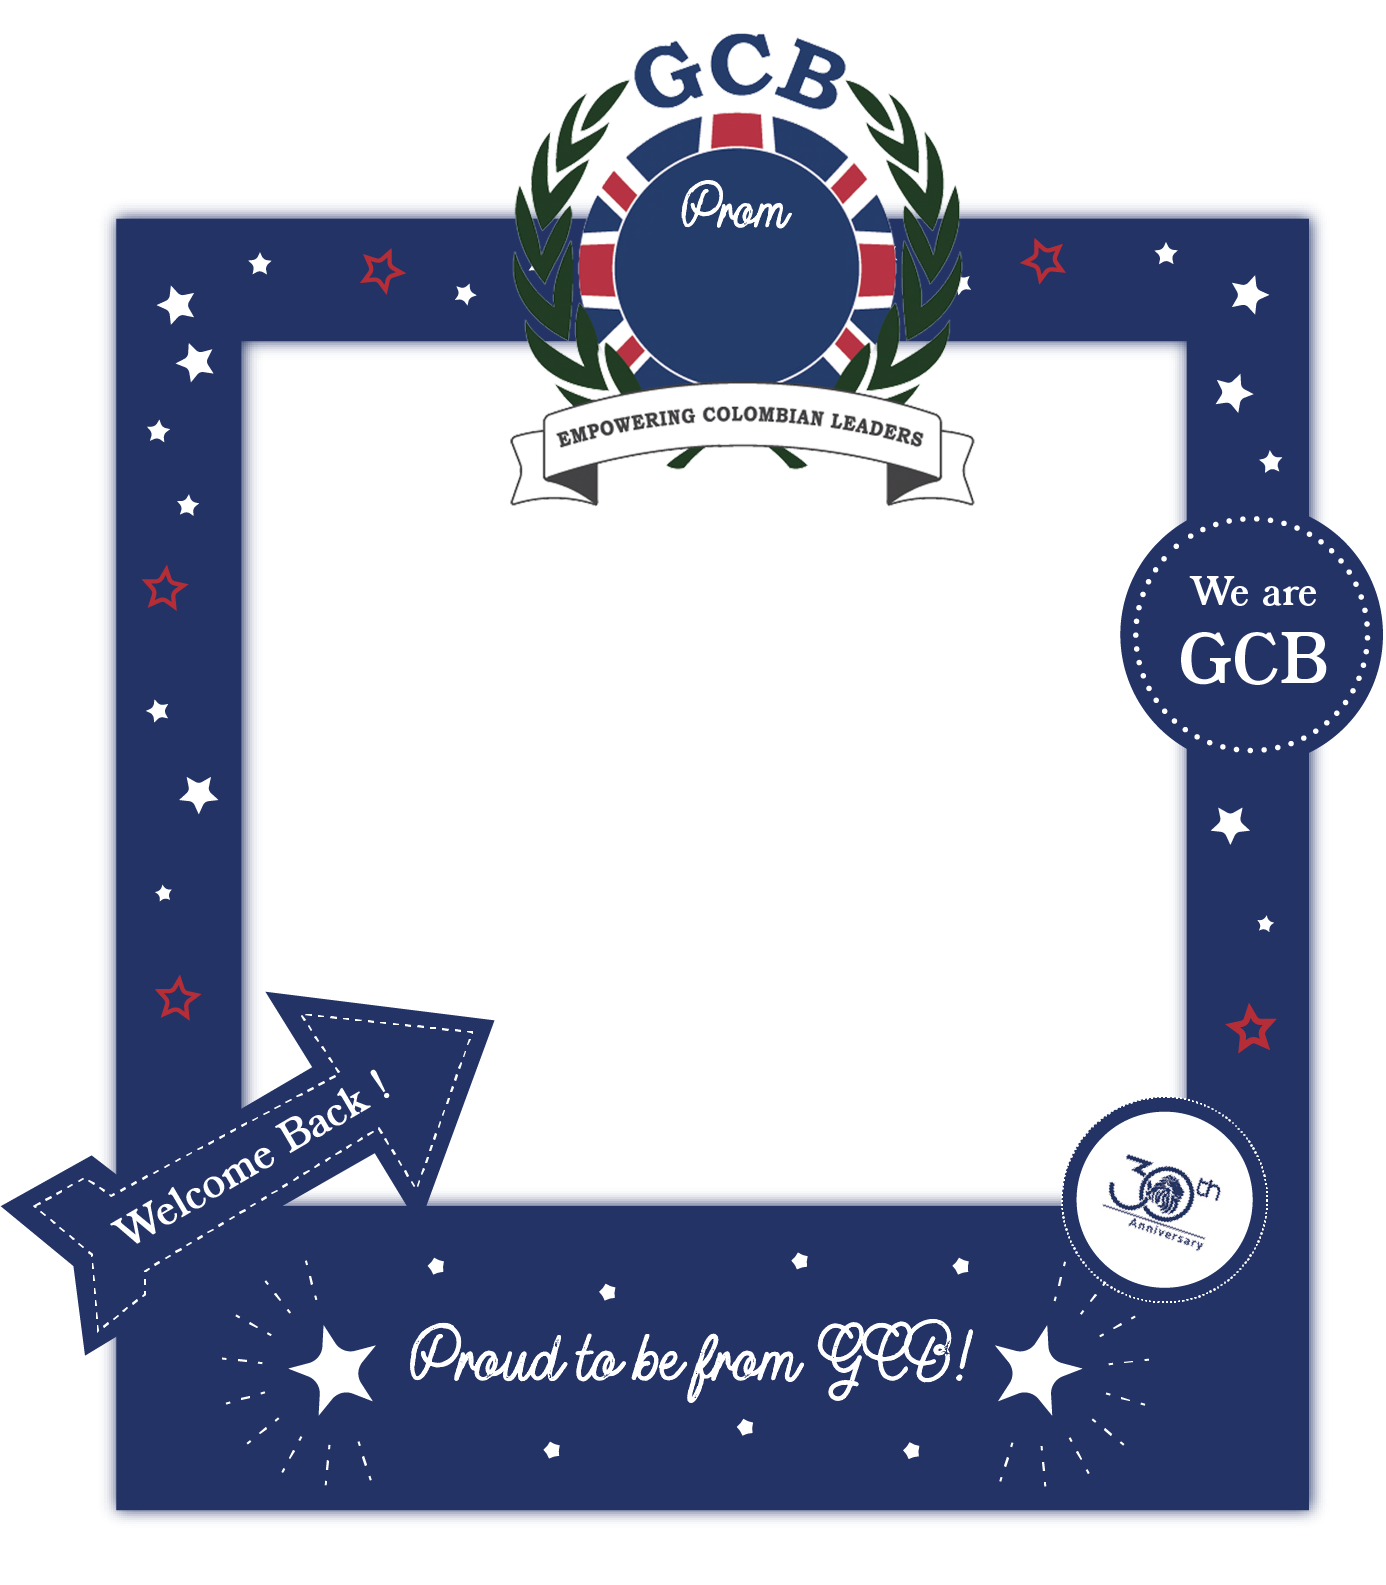 GCB
Prom
EMPOWERING COLOMBIAN LEADERS
We are
GCB
Welcome Back !
30th
Anniversary
Proud to be from GCB!